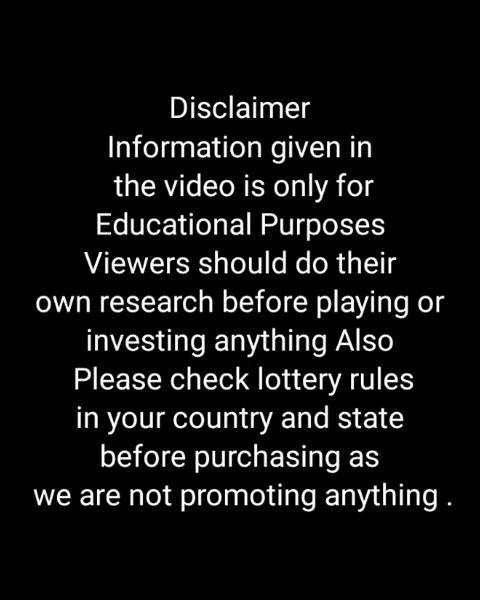 Disclaimer
Information given in
the video is only for
Educational Purposes
Viewers should do their
own research before playing or
investing anything Also
Please check lottery rules
in your country and state
before purchasing as
we are not promoting anything .